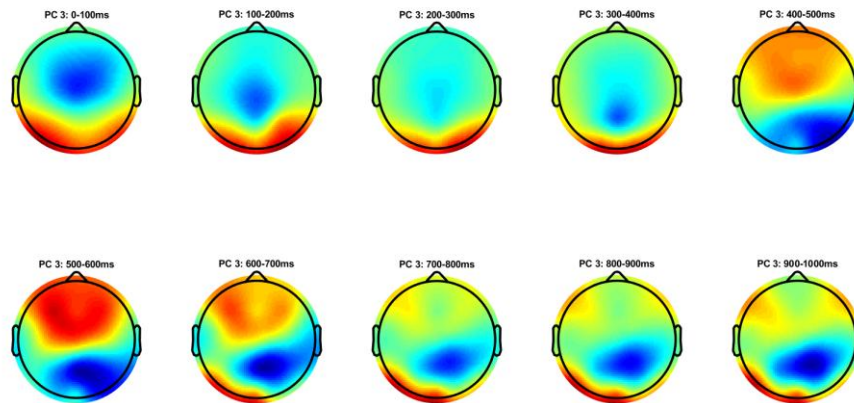 PC 3: 0-100ms
PC 3: 100-200ms
PC 3: 200-300ms
PC 3: 300-400ms
PC 3: 400-500ms
PC 3: 500-600ms
PC 3: 600-700ms
PC 3: 700-800ms
PC 3: 800-900ms
PC 3: 900-1000ms